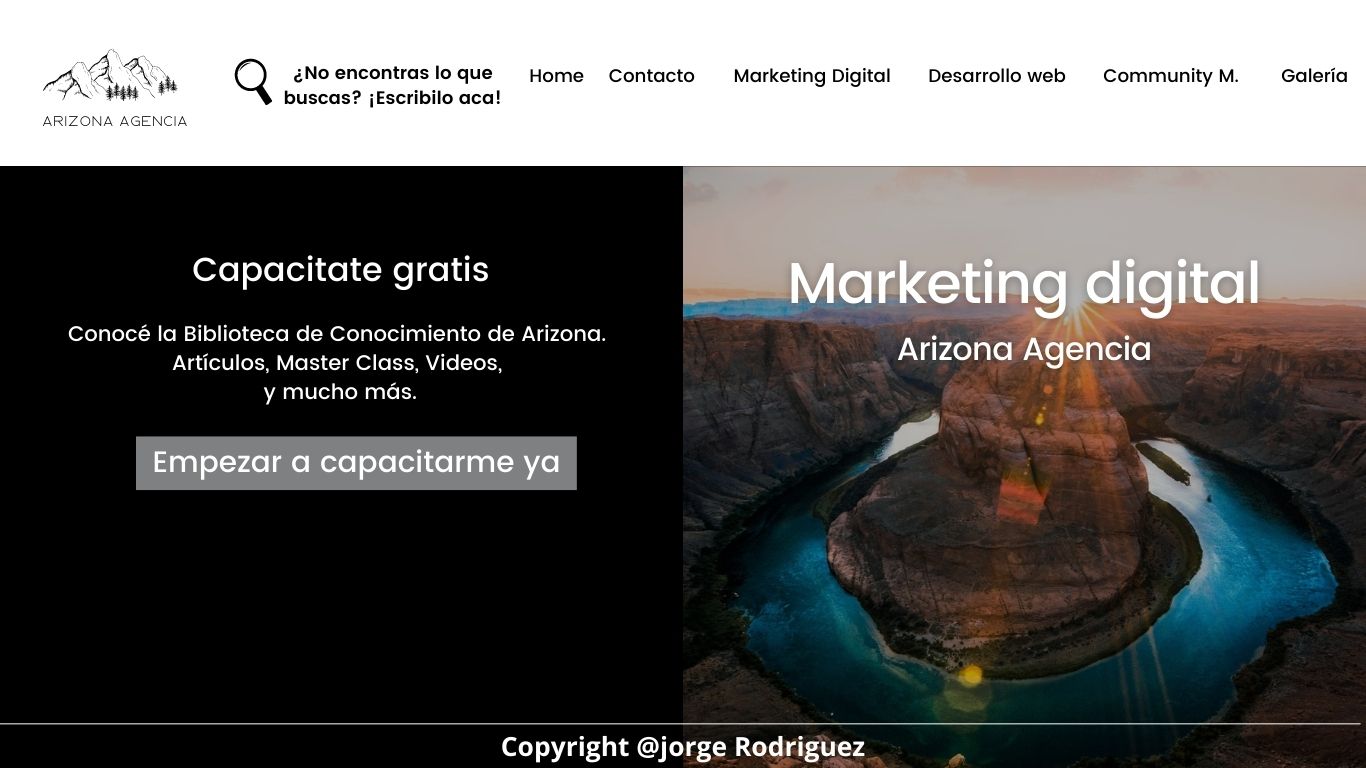 ARIZONA AGENCIA
¿No encontras lo que
buscas? ¡Escribilo aca!
Home
Contacto
Marketing Digital
Desarrollo web
Community M.
Galería
Capacitate gratis
Conocé la Biblioteca de Conocimiento de Arizona.
Artículos, Master Class, Videos,
y mucho más.
Empezar a capacitarme ya
Marketing digital
Arizona Agencia
Copyright @jorge Rodriguez